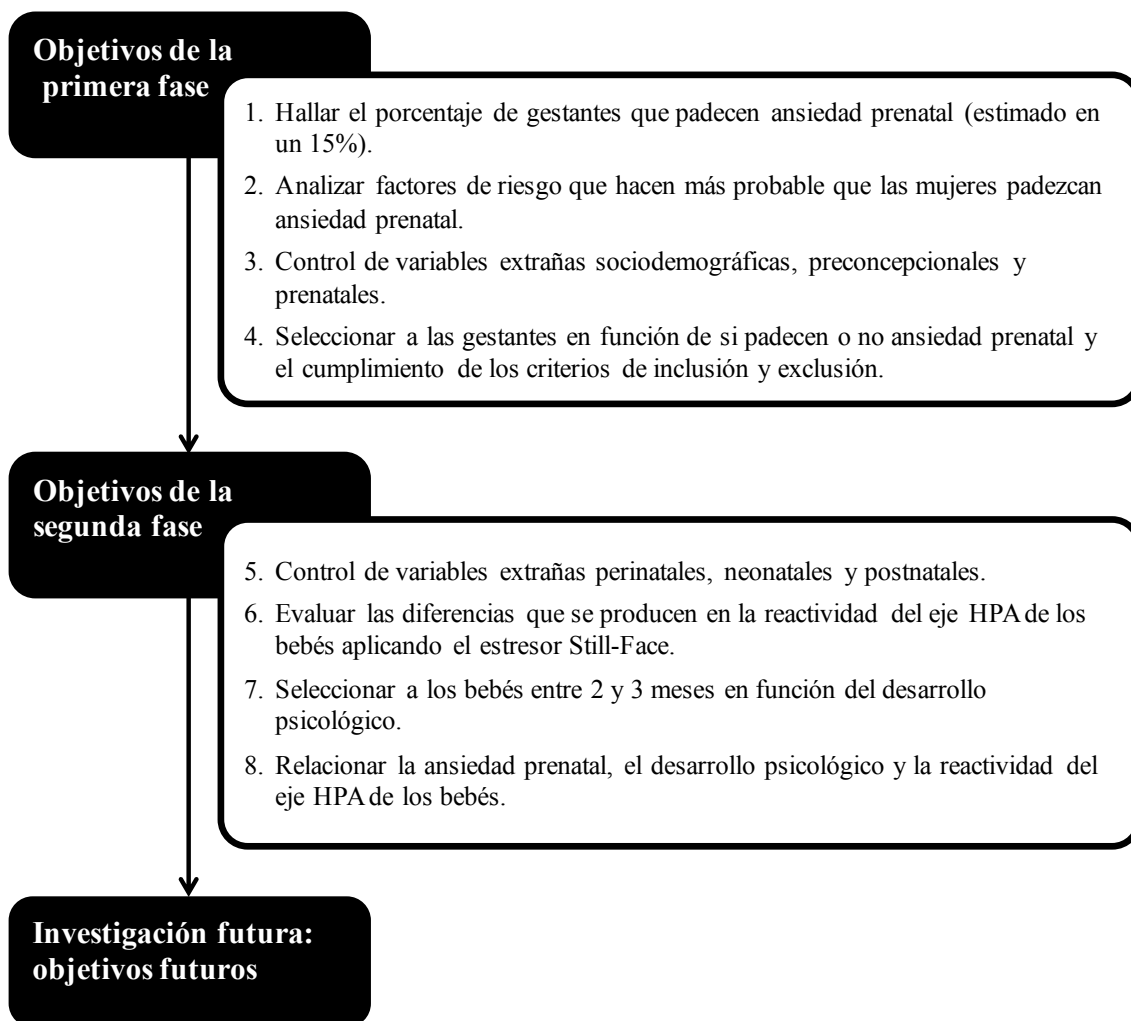 Objetivos de la
primera fase
1. Hallar el porcentaje de gestantes que padecen ansiedad prenatal (estimado en
un 15%).
2. Analizar factores de riesgo que hacen más probable que las mujeres padezcan
ansiedad prenatal.
3. Control de variables extrañas sociodemográficas, preconcepcionales y
prenatales.
4. Seleccionar a las gestantes en función de si padecen o no ansiedad prenatal y
el cumplimiento de los criterios de inclusión y exclusión.
Objetivos de la
segunda fase
5. Control de variables extrañas perinatales, neonatales y postnatales.
6. Evaluar las diferencias que se producen en la reactividad del eje HPA de los
bebés aplicando el estresor Still-Face.
7. Seleccionar a los bebés entre 2 y 3 meses en función del desarrollo
psicológico.
8. Relacionar la ansiedad prenatal, el desarrollo psicológico y la reactividad del
eje HPA de los bebés.
Investigación futura:
objetivos futuros